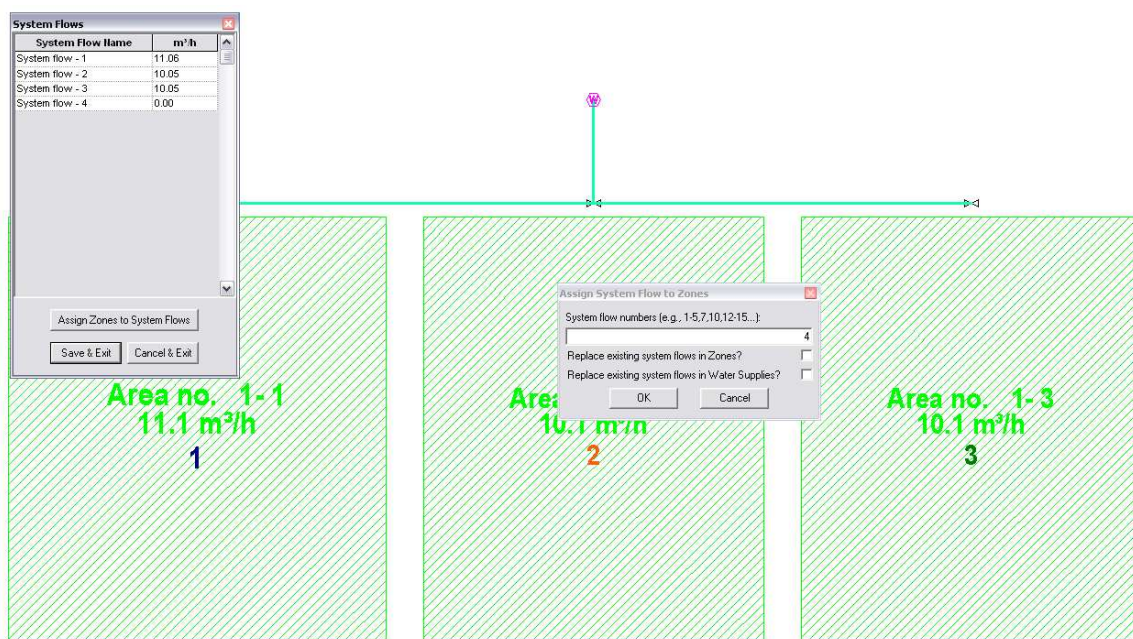 System Flows
System Flow Name m³/h
System flow - 1 11.06
System flow - 2 10.05
System flow - 3 10.05
System flow - 4 0.00
Assign Zones to System Flows
Save & Exit Cancel & Exit
W
Assign System Flow to Zones
System flow numbers (e.g., 1-5,7,10,12-15...):
4
Replace existing system flows in Zones?
Replace existing system flows in Water Supplies?
OK Cancel
Area no. 1- 1
11.1 m³/h
1
Area
10.1 m³/h
2
Area no. 1- 3
10.1 m³/h
3